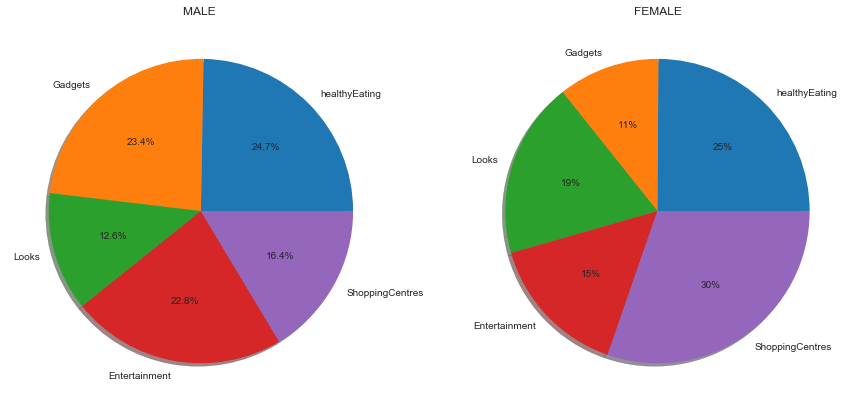 MALE
healthyEating
Gadgets
Looks
Entertainment
ShoppingCentres
24.7%
23.4%
12.6%
22.8%
16.4%
FEMALE
healthyEating
Gadgets
Looks
Entertainment
ShoppingCentres
25%
11%
19%
15%
30%